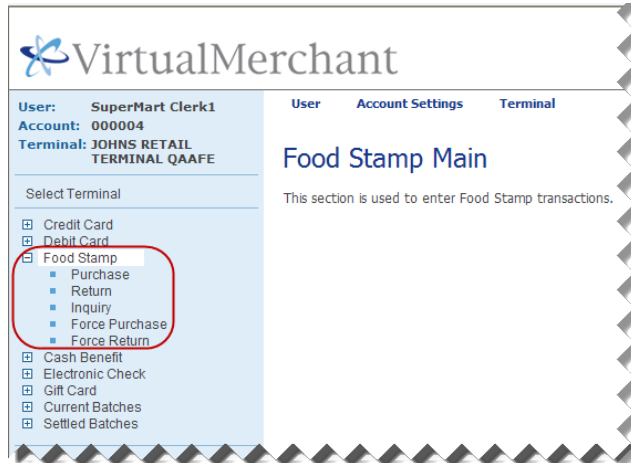 VirtualMerchant
User: SuperMart Clerk1
Account: 000004
Terminal: JOHNS RETAIL
TERMINAL QAAFE
Select Terminal
Credit Card
Debit Card
Food Stamp
Purchase
Return
Inquiry
Force Purchase
Force Return
Cash Benefit
Electronic Check
Gift Card
Current Batches
Settled Batches
User Account Settings Terminal
Food Stamp Main
This section is used to enter Food Stamp transactions.